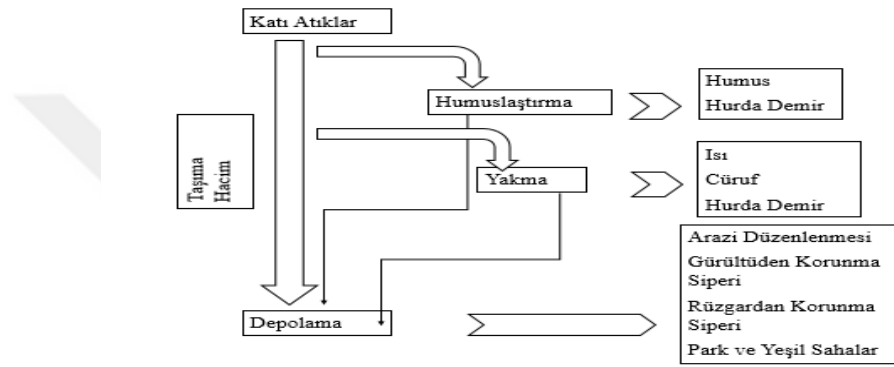 Katı Atıklar
Humuslaştırma
Humus
Hurda Demir
Taşıma
Hacim
Yakma
Isı
Cüruf
Hurda Demir
Depolama
Arazi Düzenlenmesi
Gürültüden Korunma
Siperi
Rüzgardan Korunma
Siperi
Park ve Yeşil Sahalar